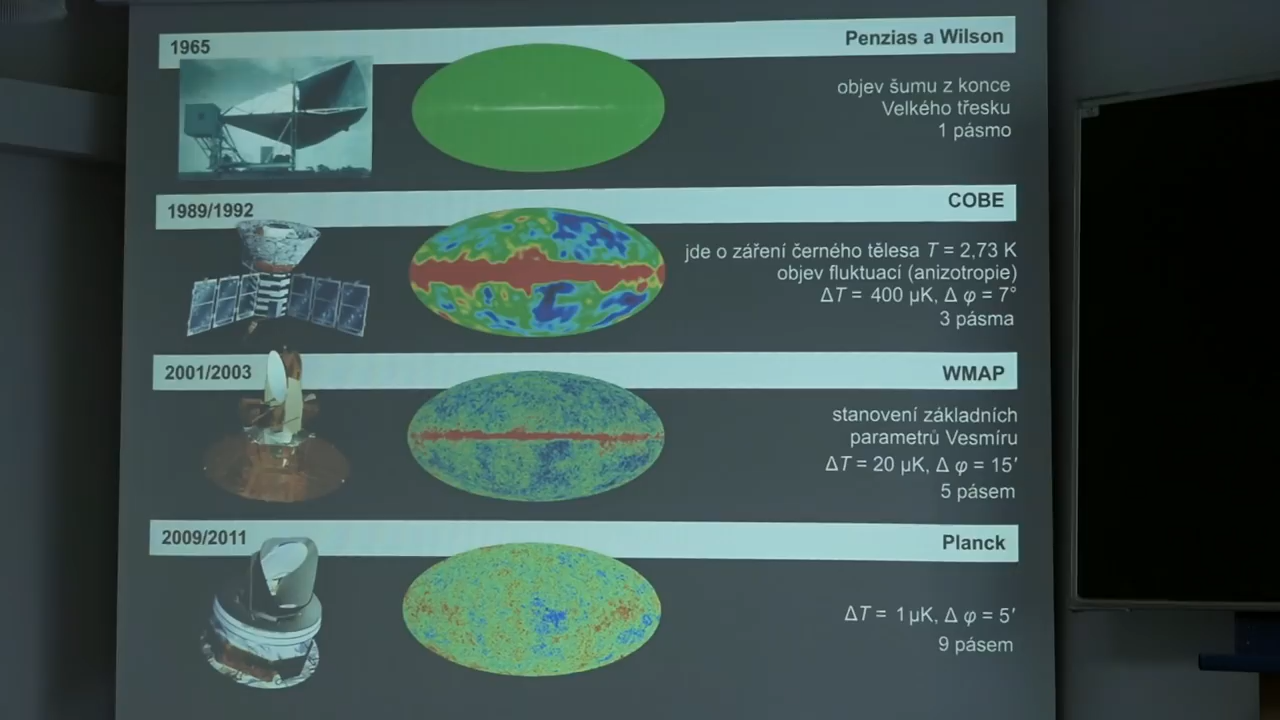 1965
Penzias a Wilson
objev šumu z konce
Velkého třesku
1 pásmo
1989/1992
COBE
jde o záření černého tělesa T = 2,73 K
objev fluktuací (anizotropie)
ΔT = 400 μK, Δ φ = 7°
3 pásma
2001/2003
WMAP
stanovení základních
parametrů Vesmíru
ΔT = 20 μK, Δ φ = 15′
5 pásem
2009/2011
Planck
ΔT = 1 μK, Δ φ = 5′
9 pásem